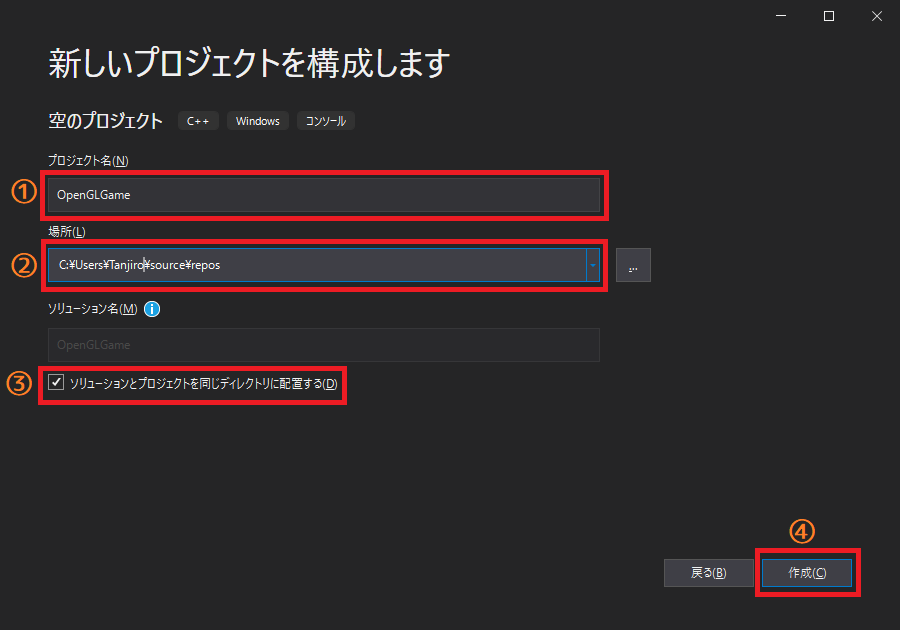 新しいプロジェクトを構成します
空のプロジェクト C++ Windows コンソール
プロジェクト名(N)
① OpenGLGame
場所(L)
② C:¥Users¥Tanjiro¥source¥repos ...
ソリューション名(M) i
OpenGLGame
③ ソリューションとプロジェクトを同じディレクトリに配置する(D)
④
戻る(B) 作成(C)